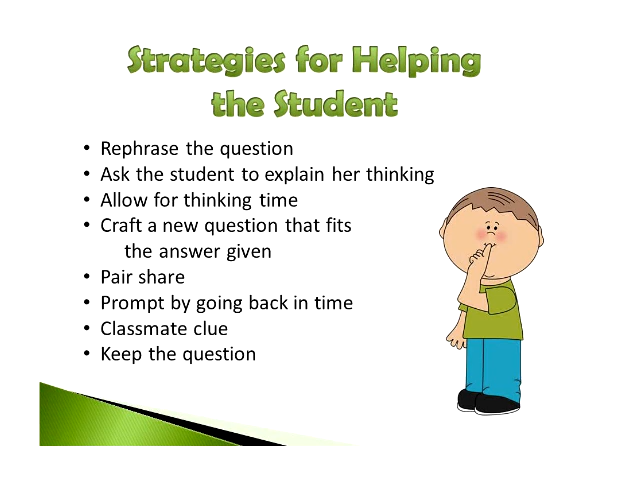 Strategies for Helping
the Student
• Rephrase the question
• Ask the student to explain her thinking
• Allow for thinking time
• Craft a new question that fits
the answer given
• Pair share
• Prompt by going back in time
• Classmate clue
• Keep the question